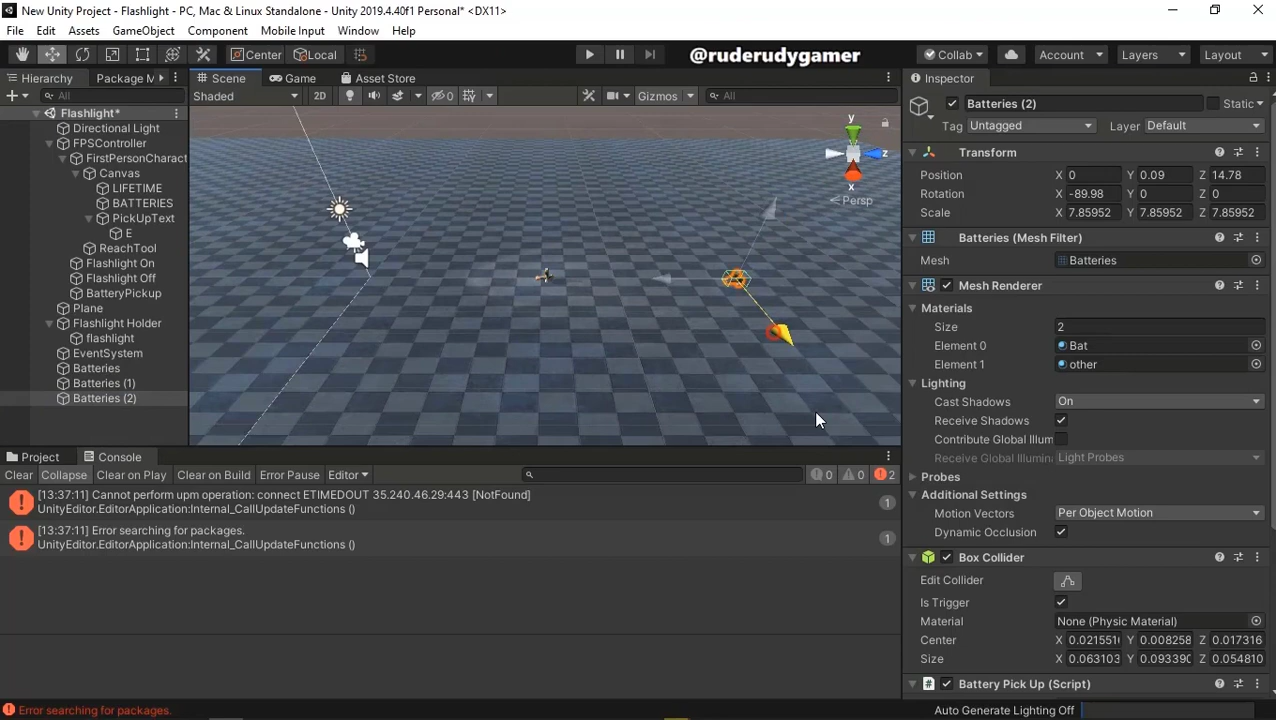 New Unity Project - Flashlight - PC, Mac & Linux Standalone - Unity 2019.4.40f1 Personal* <DX11>
File Edit Assets GameObject Component Mobile Input Window Help
Center Local @ruderudygamer Collab Account Layers Layout
Hierarchy Package M Scene Game Asset Store Inspector
All Shaded 2D 0 Gizmos All
Batteries (2) Static
Tag Untagged Layer Default
Flashlight*
Directional Light
FPSController
FirstPersonCharact
Canvas
LIFETIME
BATTERIES
PickUpText
E
ReachTool
Flashlight On
Flashlight Off
BatteryPickup
Plane
Flashlight Holder
flashlight
EventSystem
Batteries
Batteries (1)
Batteries (2)
y
z
x
Persp
Transform
Position X 0 Y 0.09 Z 14.78
Rotation X -89.98 Y 0 Z 0
Scale X 7.85952 Y 7.85952 Z 7.85952
Batteries (Mesh Filter)
Mesh Batteries
Mesh Renderer
Materials
Size 2
Element 0 Bat
Element 1 other
Lighting
Cast Shadows On
Receive Shadows
Contribute Global Illum
Receive Global Illumina Light Probes
Probes
Additional Settings
Motion Vectors Per Object Motion
Dynamic Occlusion
Box Collider
Edit Collider
Is Trigger
Material None (Physic Material)
Center X 0.021551 Y 0.008258 Z 0.017316
Size X 0.063103 Y 0.093390 Z 0.054810
Battery Pick Up (Script)
Auto Generate Lighting Off
Project Console
Clear Collapse Clear on Play Clear on Build Error Pause Editor 0 0 2
[13:37:11] Cannot perform upm operation: connect ETIMEDOUT 35.240.46.29:443 [NotFound]
UnityEditor.EditorApplication:Internal_CallUpdateFunctions () 1
[13:37:11] Error searching for packages.
UnityEditor.EditorApplication:Internal_CallUpdateFunctions () 1
Error searching for packages.